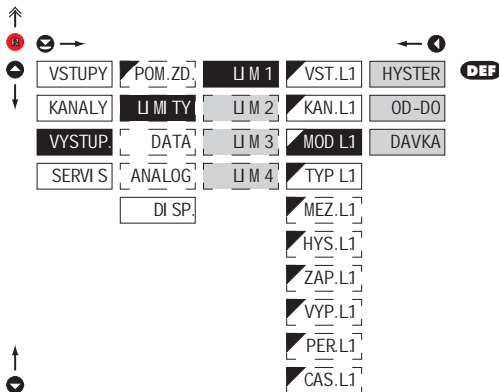 VSTUPY POM.ZD. LIM 1 VST.L1 HYSTER DEF
KANALY LIMITY LIM 2 KAN.L1 OD-DO
VYSTUP. DATA LIM 3 MOD L1 DAVKA
SERVIS ANALOG LIM 4 TYP L1
DISP. MEZ.L1
HYS.L1
ZAP.L1
VYP.L1
PER.L1
CAS.L1